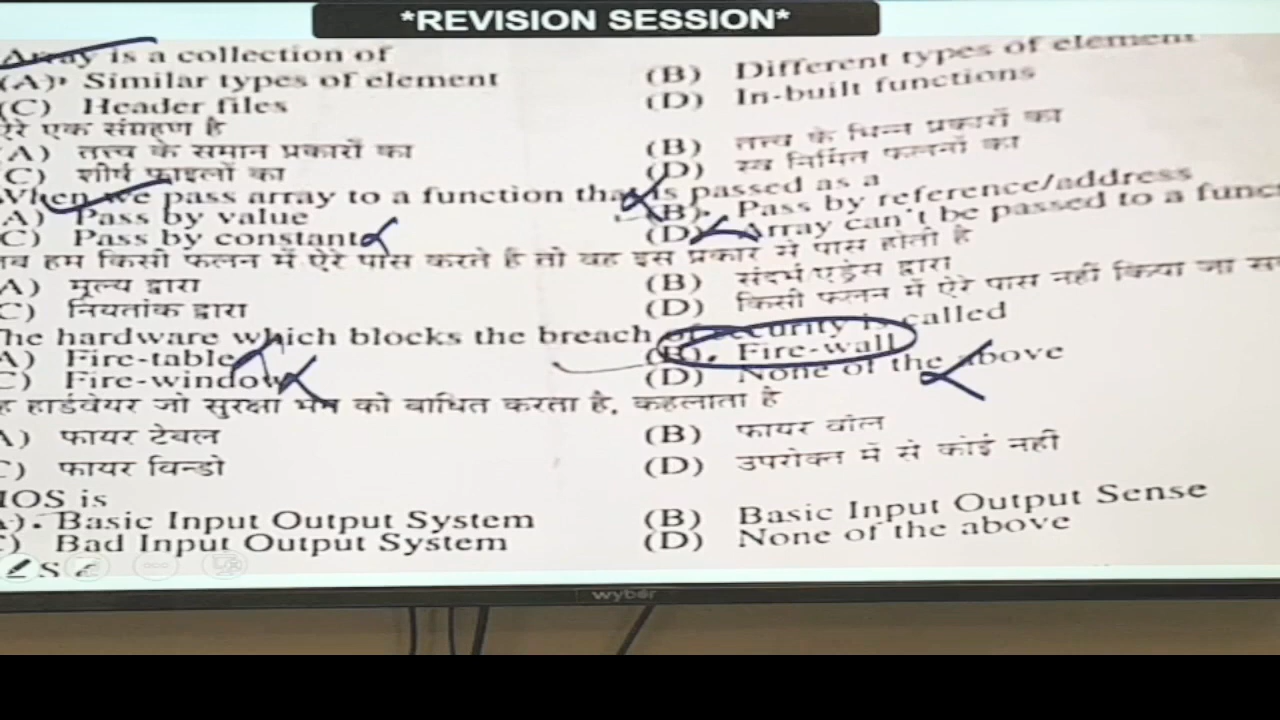 *REVISION SESSION*
Array is a collection of
(A) Similar types of element (B) Different types of element
(C) Header files (D) In-built functions
ऐरे एक संग्रहण है
(A) तत्त्व के समान प्रकारों का (B) तत्त्व के भिन्न प्रकारों का
(C) शीर्ष फाइलों का (D) स्व निर्मित फलनों का
When we pass array to a function that is passed as a
(A) Pass by value (B) Pass by reference/address
(C) Pass by constant (D) Array can't be passed to a func
जब हम किसी फलन में ऐरे पास करते हैं तो वह इस प्रकार से पास होती है
(A) मूल्य द्वारा (B) संदर्भ/एड्रेस द्वारा
(C) नियतांक द्वारा (D) किसी फलन में ऐरे पास नहीं किया जा
The hardware which blocks the breach of security is called
(A) Fire-table (B) Fire-wall
(C) Fire-window (D) None of the above
हार्डवेयर जो सुरक्षा भंग को बाधित करता है, कहलाता है
A) फायर टेबल (B) फायर वॉल
C) फायर विन्डो (D) उपरोक्त में से कोई नहीं
IOS is
Basic Input Output System (B) Basic Input Output Sense
Bad Input Output System (D) None of the above
wyber